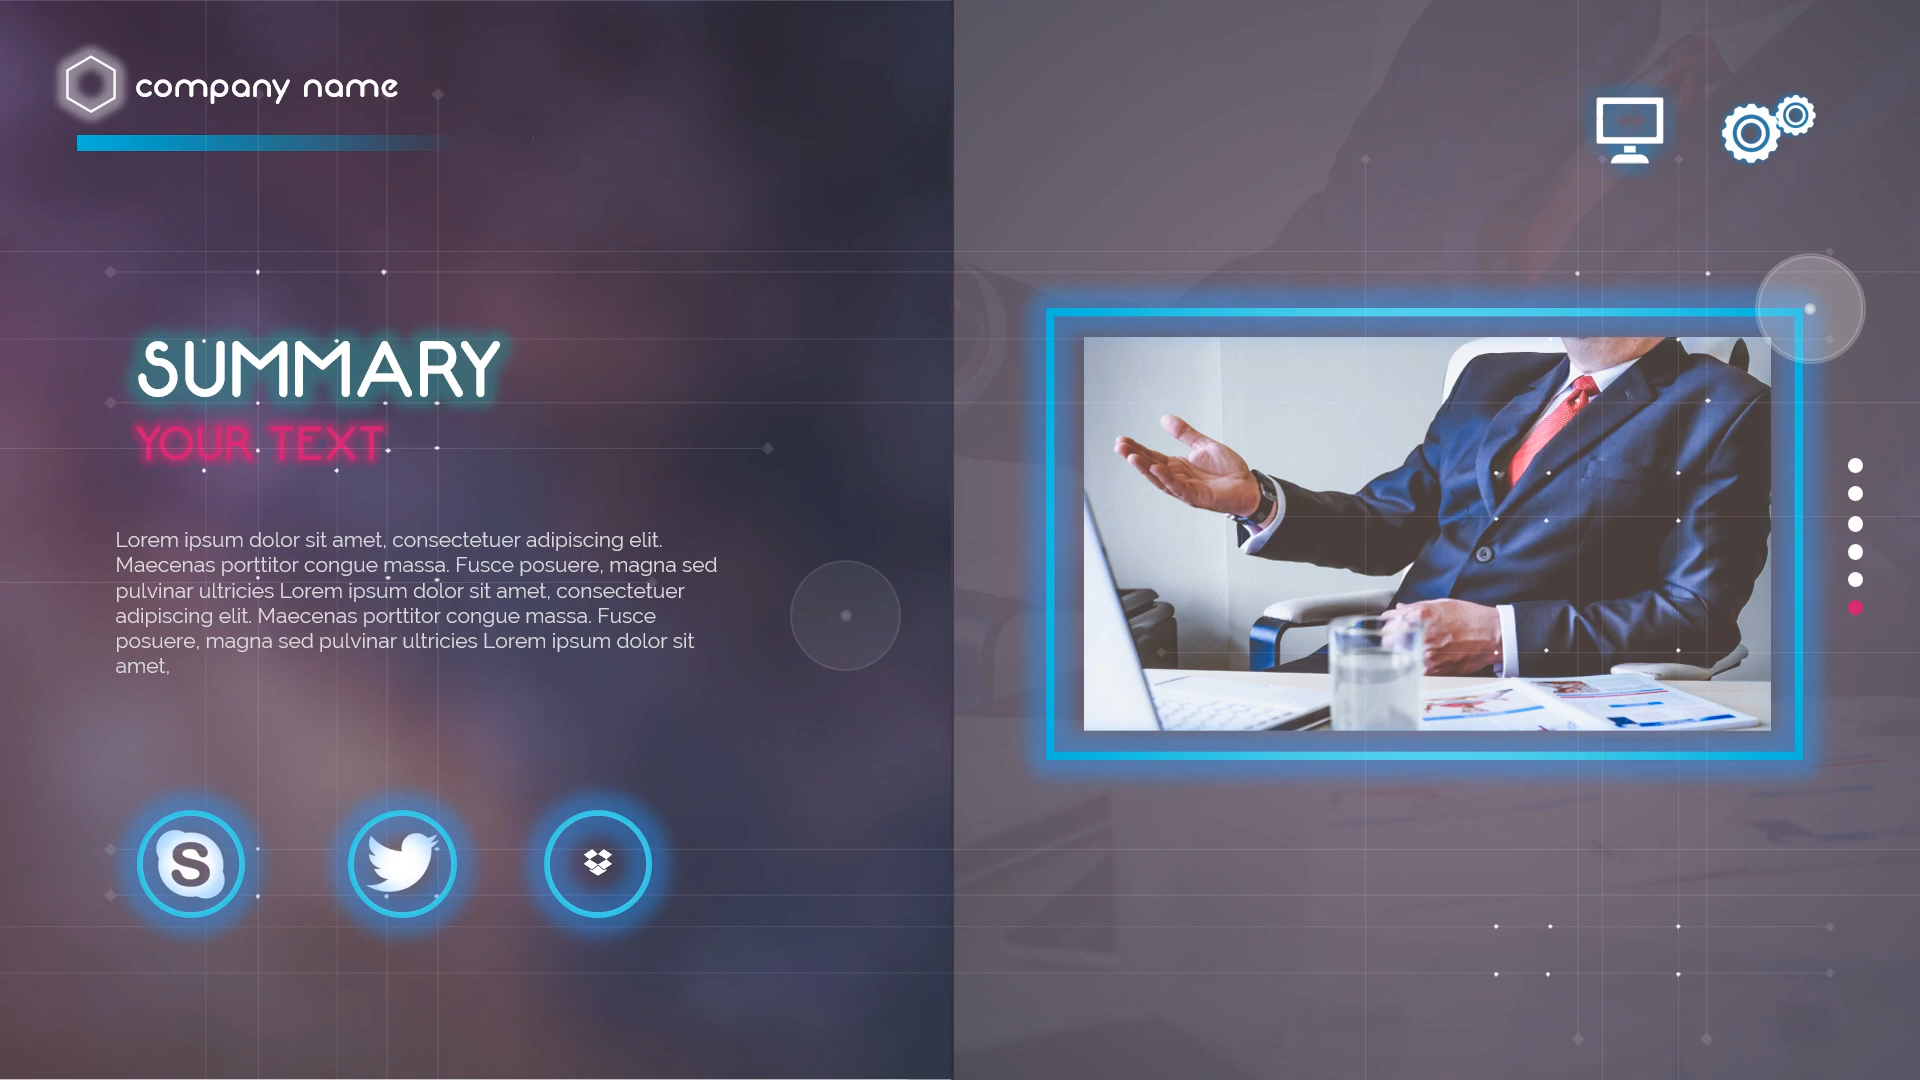 company name
SUMMARY
YOUR TEXT
Lorem ipsum dolor sit amet, consectetuer adipiscing elit.
Maecenas porttitor congue massa. Fusce posuere, magna sed
pulvinar ultricies Lorem ipsum dolor sit amet, consectetuer
adipiscing elit. Maecenas porttitor congue massa. Fusce
posuere, magna sed pulvinar ultricies Lorem ipsum dolor sit
amet,